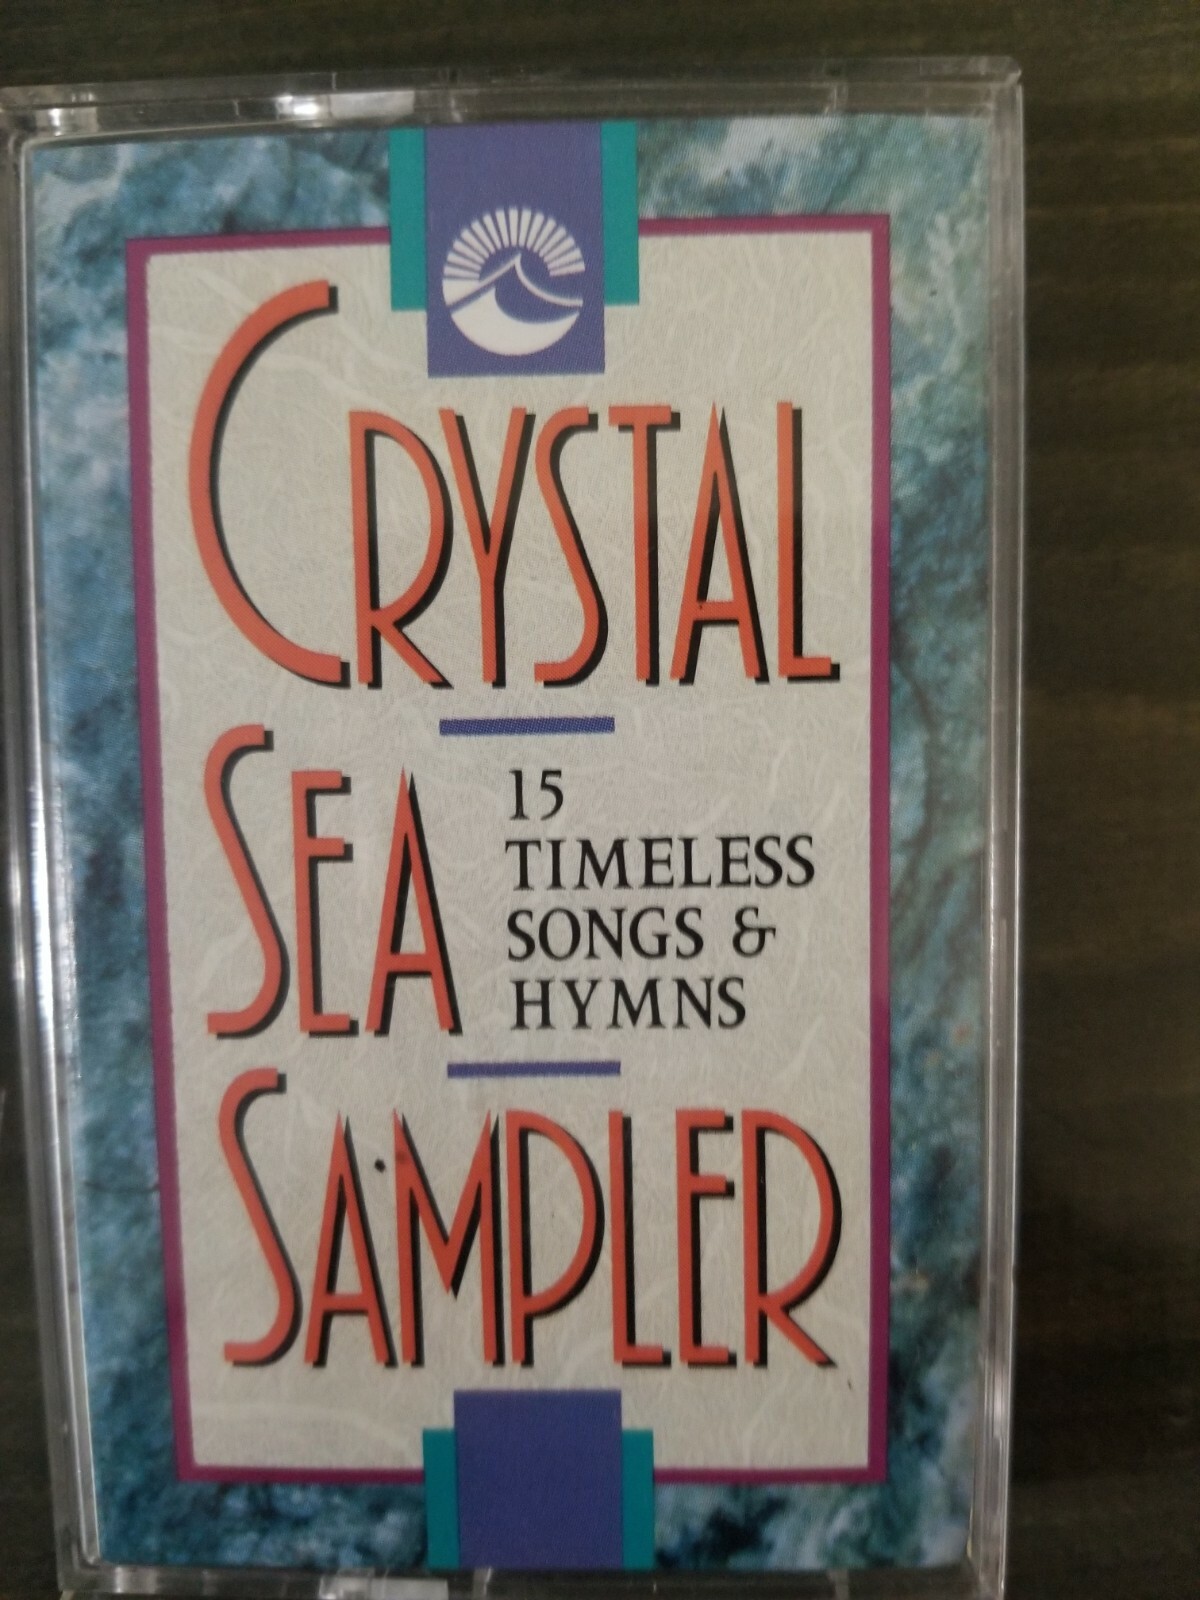 CRYSTAL
SEA
15
TIMELESS
SONGS &
HYMNS
SAMPLER